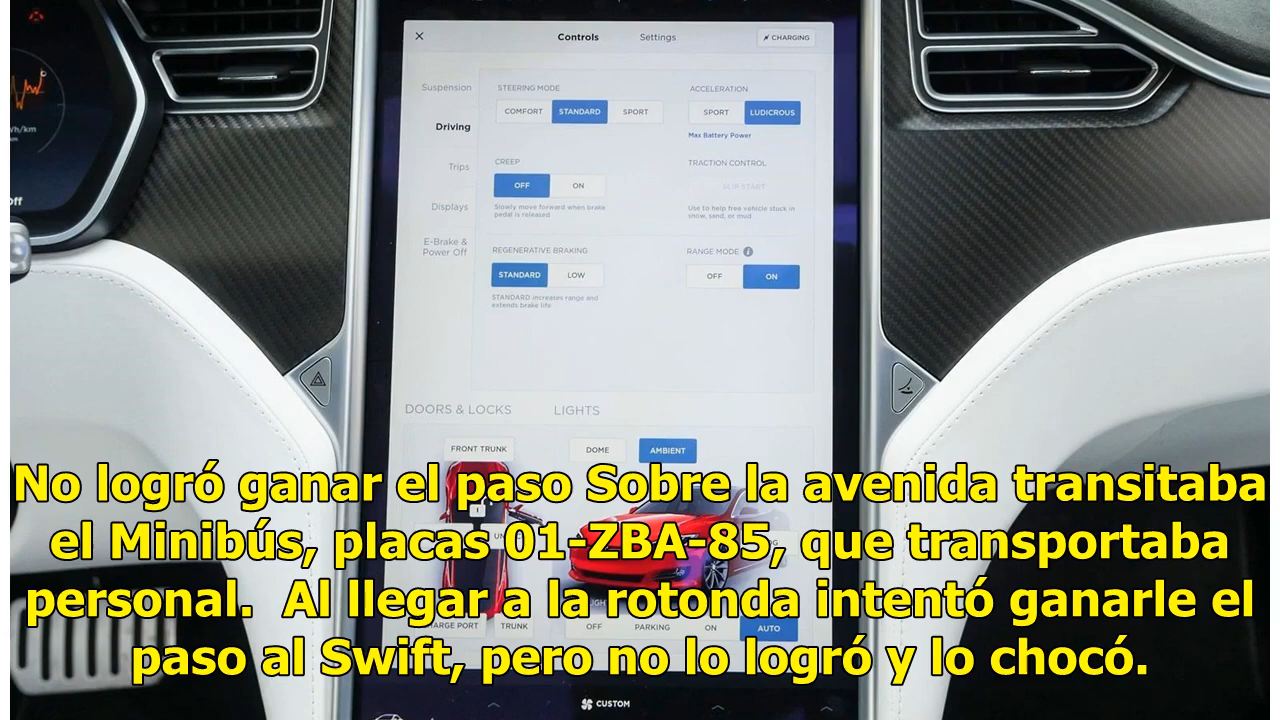 Controls
Settings
CHARGING
Suspension
STEERING MODE
ACCELERATION
COMFORT
STANDARD
SPORT
SPORT
LUDICROUS
Driving
Max Battery Power
CREEP
TRACTION CONTROL
Trips
OFF
ON
SLIP START
Displays
Slowly move forward when brake
pedal is released
Use to help free vehicle stuck in
snow, sand, or mud
E-Brake &
Power Off
REGENERATIVE BRAKING
RANGE MODE
STANDARD
LOW
OFF
ON
STANDARD increases range and
extends brake life
DOORS & LOCKS
LIGHTS
FRONT TRUNK
DOME
AMBIENT
No logró ganar el paso Sobre la avenida transitaba
el Minibús, placas 01-ZBA-85, que transportaba
personal.  Al llegar a la rotonda intentó ganarle el
paso al Swift, pero no lo logró y lo chocó.
TRUNK
OFF
PARKING
ON
AUTO
CUSTOM